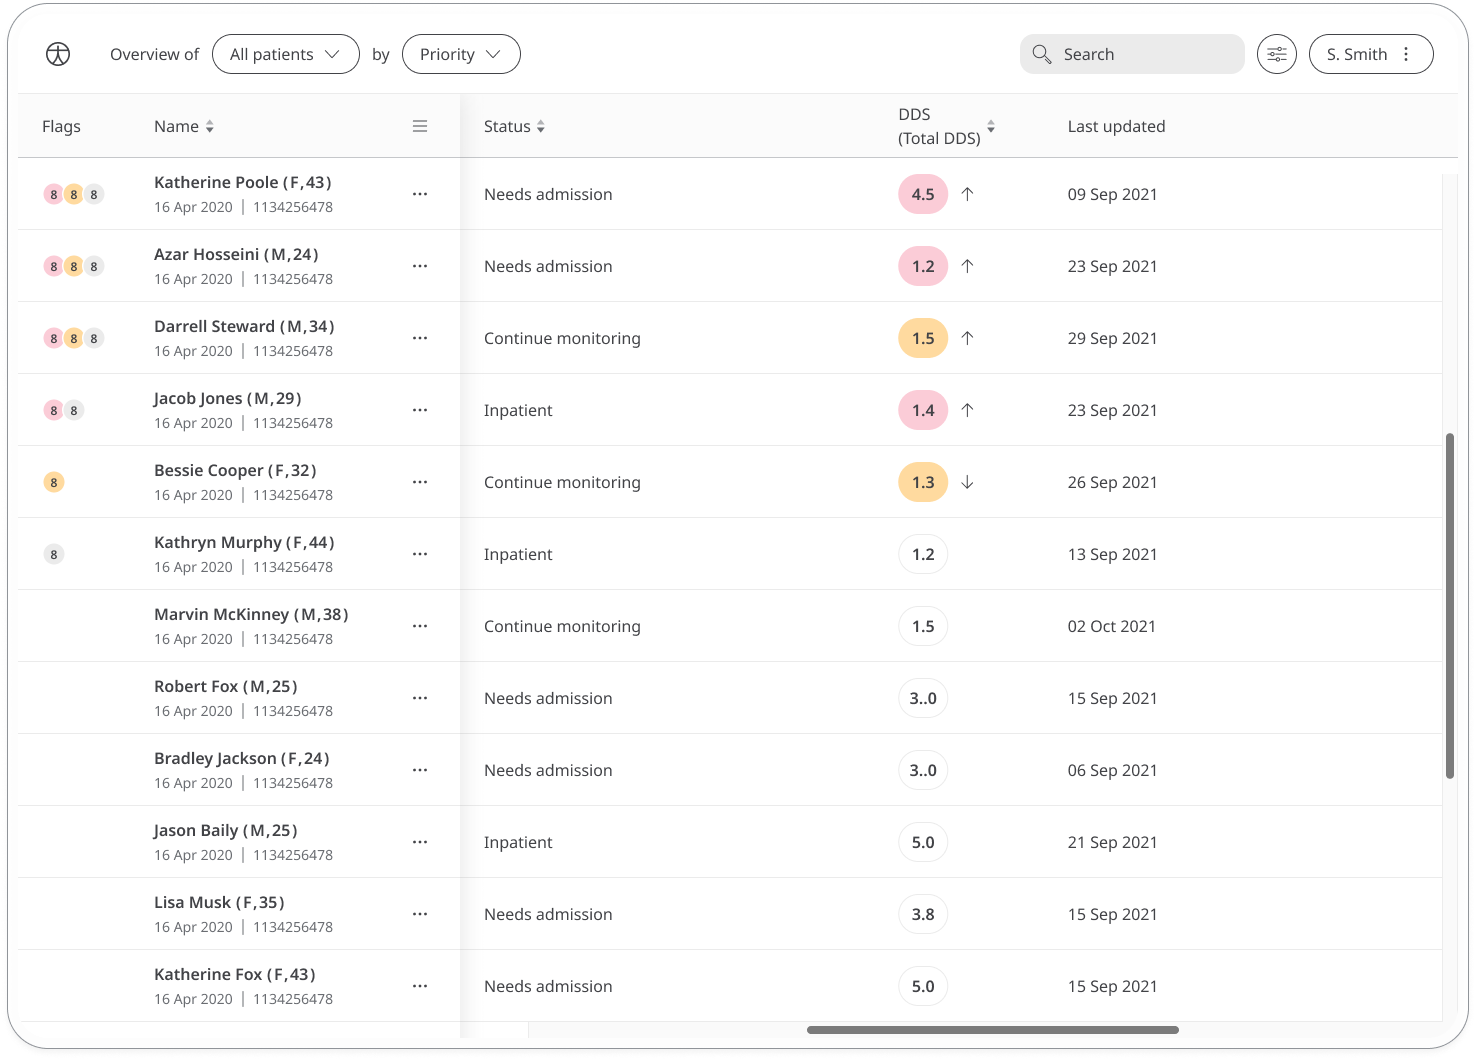 Overview of All patients by Priority Search S. Smith
Flags Name Status DDS (Total DDS) Last updated
8 8 8 Katherine Poole (F,43) Needs admission 4.5 ↑ 09 Sep 2021
16 Apr 2020 | 1134256478
8 8 8 Azar Hosseini (M,24) Needs admission 1.2 ↑ 23 Sep 2021
16 Apr 2020 | 1134256478
8 8 8 Darrell Steward (M,34) Continue monitoring 1.5 ↑ 29 Sep 2021
16 Apr 2020 | 1134256478
8 8 Jacob Jones (M,29) Inpatient 1.4 ↑ 23 Sep 2021
16 Apr 2020 | 1134256478
8 Bessie Cooper (F,32) Continue monitoring 1.3 ↓ 26 Sep 2021
16 Apr 2020 | 1134256478
8 Kathryn Murphy (F,44) Inpatient 1.2 13 Sep 2021
16 Apr 2020 | 1134256478
Marvin McKinney (M,38) Continue monitoring 1.5 02 Oct 2021
16 Apr 2020 | 1134256478
Robert Fox (M,25) Needs admission 3..0 15 Sep 2021
16 Apr 2020 | 1134256478
Bradley Jackson (F,24) Needs admission 3..0 06 Sep 2021
16 Apr 2020 | 1134256478
Jason Baily (M,25) Inpatient 5.0 21 Sep 2021
16 Apr 2020 | 1134256478
Lisa Musk (F,35) Needs admission 3.8 15 Sep 2021
16 Apr 2020 | 1134256478
Katherine Fox (F,43) Needs admission 5.0 15 Sep 2021
16 Apr 2020 | 1134256478